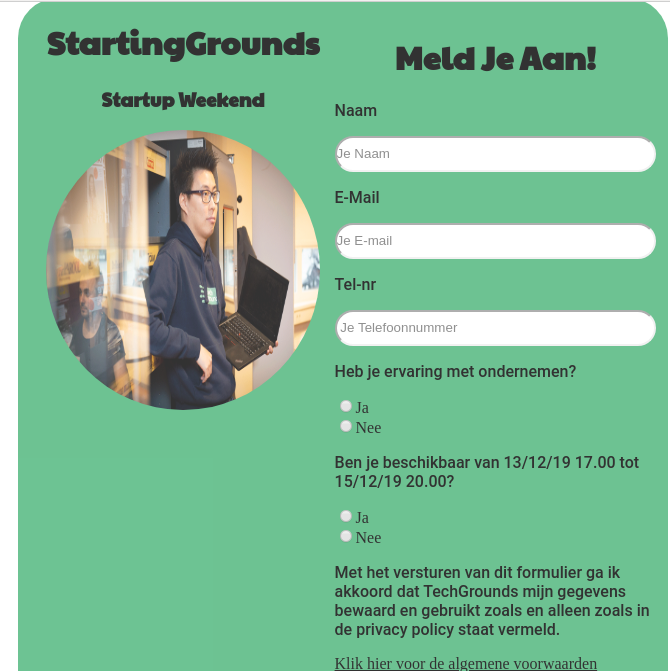 StartingGrounds
Startup Weekend
Meld Je Aan!
Naam
Je Naam
E-Mail
Je E-mail
Tel-nr
Je Telefoonnummer
Heb je ervaring met ondernemen?
Ja
Nee
Ben je beschikbaar van 13/12/19 17.00 tot
15/12/19 20.00?
Ja
Nee
Met het versturen van dit formulier ga ik
akkoord dat TechGrounds mijn gegevens
bewaard en gebruikt zoals en alleen zoals in
de privacy policy staat vermeld.
Klik hier voor de algemene voorwaarden